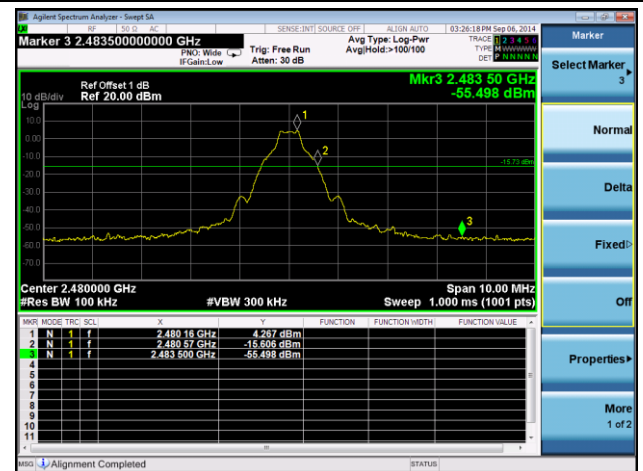 Agilent Spectrum Analyzer - Swept SA
RF 50 Ω AC SENSE:INT SOURCE OFF ALIGN AUTO 03:26:18 PM Sep 06, 2014
Marker 3 2.483500000000 GHz
PNO: Wide
IFGain:Low
Trig: Free Run
Atten: 30 dB
Avg Type: Log-Pwr
Avg|Hold:>100/100
TRACE 1 2 3 4 5 6
TYPE M W W W W W
DET P N N N N N
Ref Offset 1 dB
10 dB/div Ref 20.00 dBm
Log
Mkr3 2.483 50 GHz
-55.498 dBm
10.0
0.00
-10.0
-20.0
-30.0
-40.0
-50.0
-60.0
-70.0
1
2
3
-15.73 dBm
Center 2.480000 GHz Span 10.00 MHz
#Res BW 100 kHz #VBW 300 kHz Sweep 1.000 ms (1001 pts)
MKR MODE TRC SCL X Y FUNCTION FUNCTION WIDTH FUNCTION VALUE
1 N 1 f 2.480 16 GHz 4.267 dBm
2 N 1 f 2.480 57 GHz -15.606 dBm
3 N 1 f 2.483 500 GHz -55.498 dBm
4
5
6
7
8
9
10
11
MSG Alignment Completed STATUS
Marker
Select Marker
3
Normal
Delta
Fixed
Off
Properties
More
1 of 2